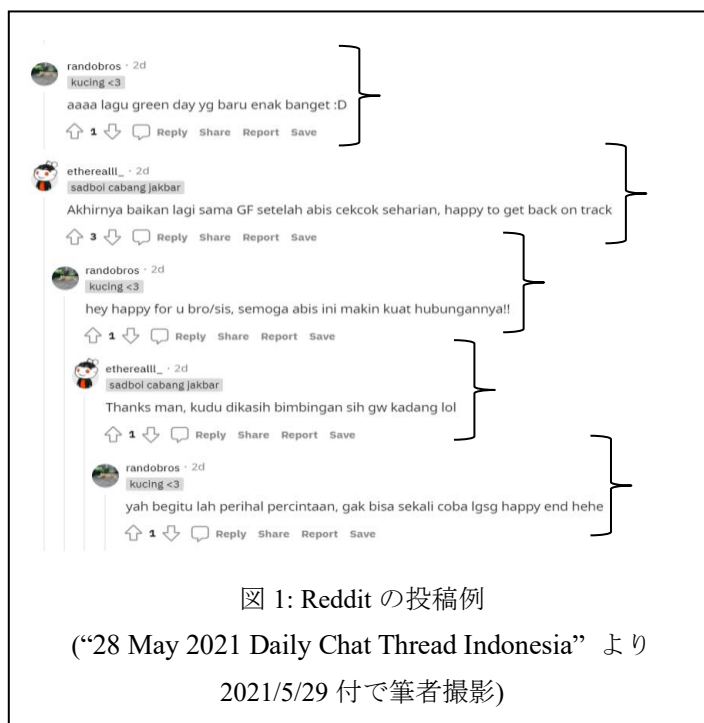 randobros · 2d
kucing <3
aaaa lagu green day yg baru enak banget :D
1 Reply Share Report Save
etherealll_ · 2d
sadboi cabang jakbar
Akhirnya baikan lagi sama GF setelah abis cekcok seharian, happy to get back on track
3 Reply Share Report Save
randobros · 2d
kucing <3
hey happy for u bro/sis, semoga abis ini makin kuat hubungannya!!
1 Reply Share Report Save
etherealll_ · 2d
sadboi cabang jakbar
Thanks man, kudu dikasih bimbingan sih gw kadang lol
1 Reply Share Report Save
randobros · 2d
kucing <3
yah begitu lah perihal percintaan, gak bisa sekali coba lgsg happy end hehe
1 Reply Share Report Save
図 1: Reddit の投稿例
(“28 May 2021 Daily Chat Thread Indonesia” より
2021/5/29 付で筆者撮影)